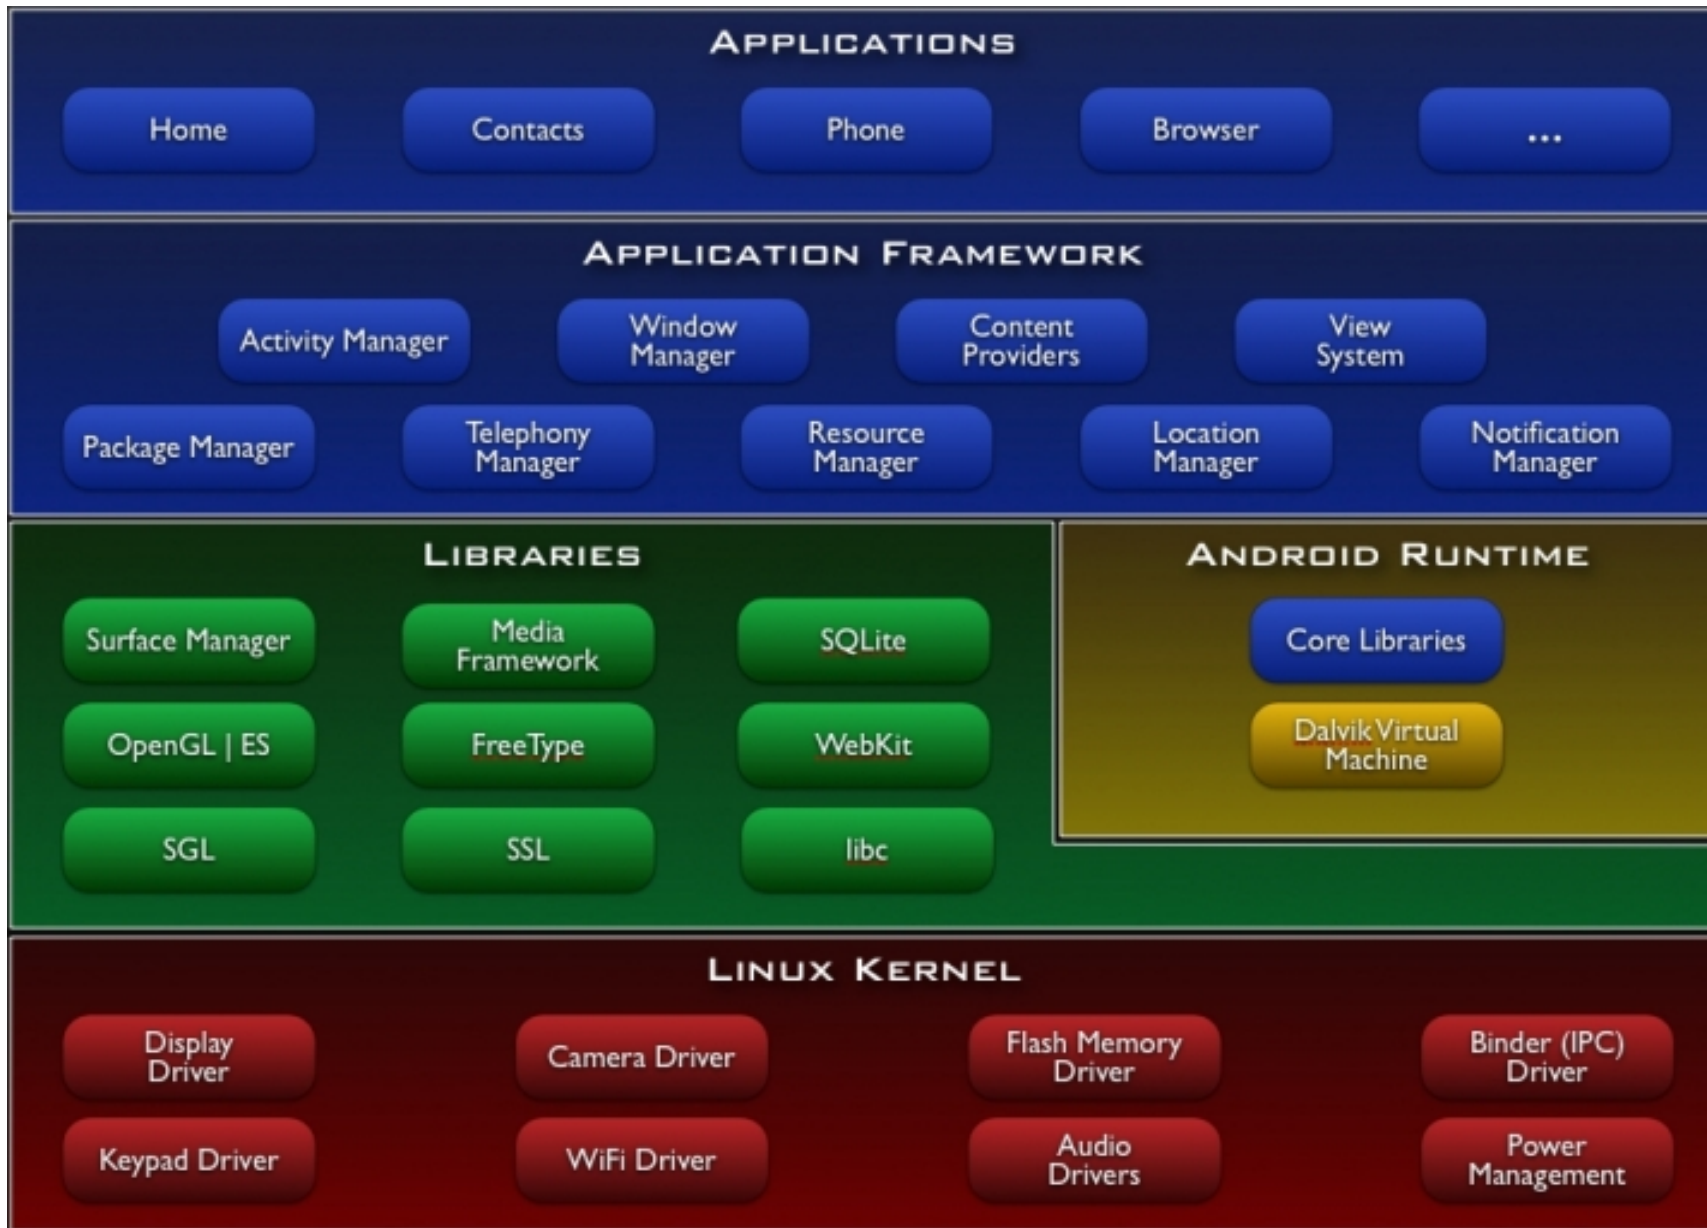 APPLICATIONS
Home
Contacts
Phone
Browser
...
APPLICATION FRAMEWORK
Activity Manager
Window
Manager
Content
Providers
View
System
Package Manager
Telephony
Manager
Resource
Manager
Location
Manager
Notification
Manager
LIBRARIES
Surface Manager
Media
Framework
SQLite
OpenGL | ES
FreeType
WebKit
SGL
SSL
libc
ANDROID RUNTIME
Core Libraries
Dalvik Virtual
Machine
LINUX KERNEL
Display
Driver
Camera Driver
Flash Memory
Driver
Binder (IPC)
Driver
Keypad Driver
WiFi Driver
Audio
Drivers
Power
Management